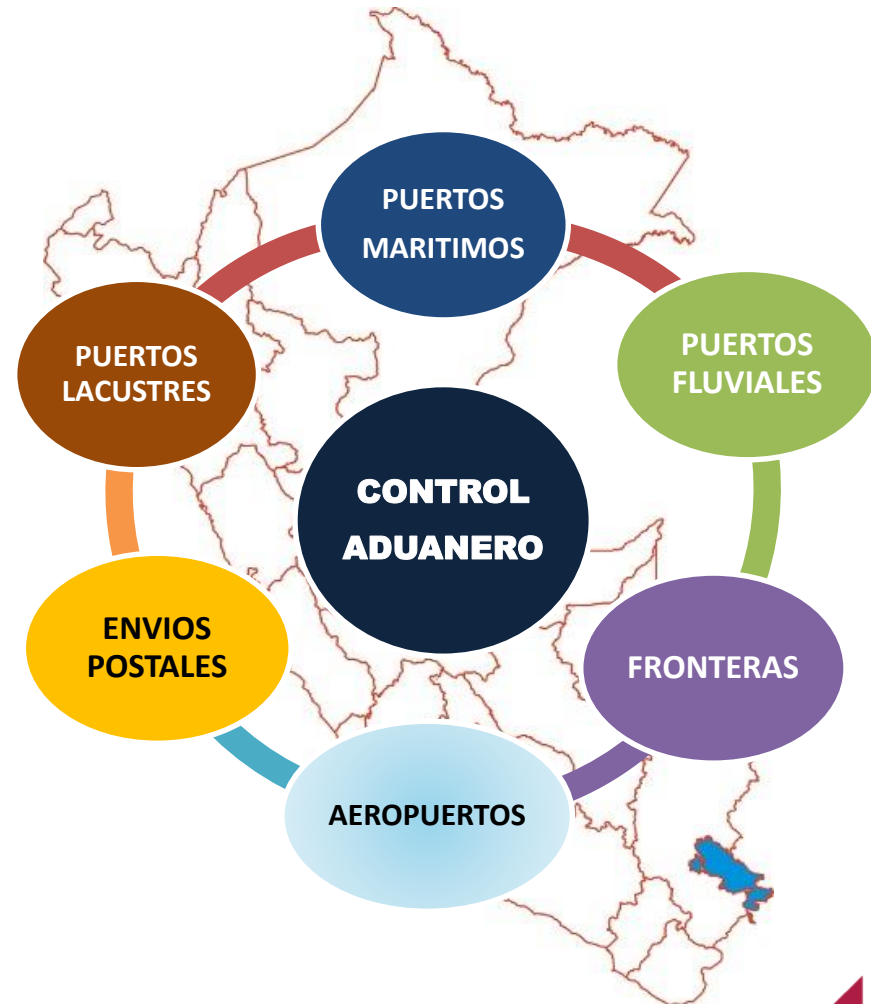 PUERTOS
MARITIMOS
PUERTOS
FLUVIALES
FRONTERAS
AEROPUERTOS
ENVIOS
POSTALES
PUERTOS
LACUSTRES
CONTROL
ADUANERO